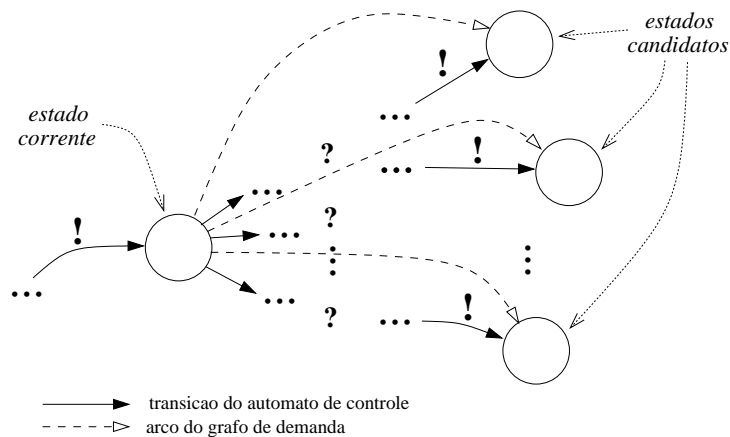 estados
candidatos
!
estado
corrente
...
?
!
...
!
...
?
...
...
?
!
...
...
transicao do automato de controle
arco do grafo de demanda